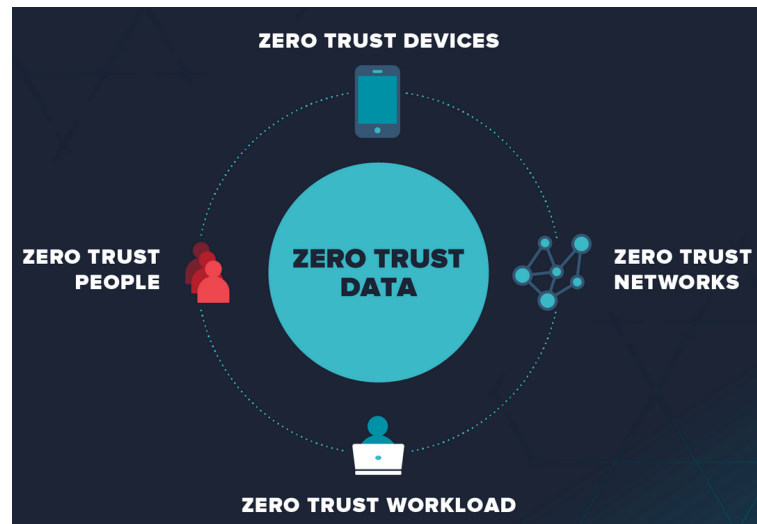 ZERO TRUST DEVICES
ZERO TRUST
PEOPLE
ZERO TRUST
DATA
ZERO TRUST
NETWORKS
ZERO TRUST WORKLOAD